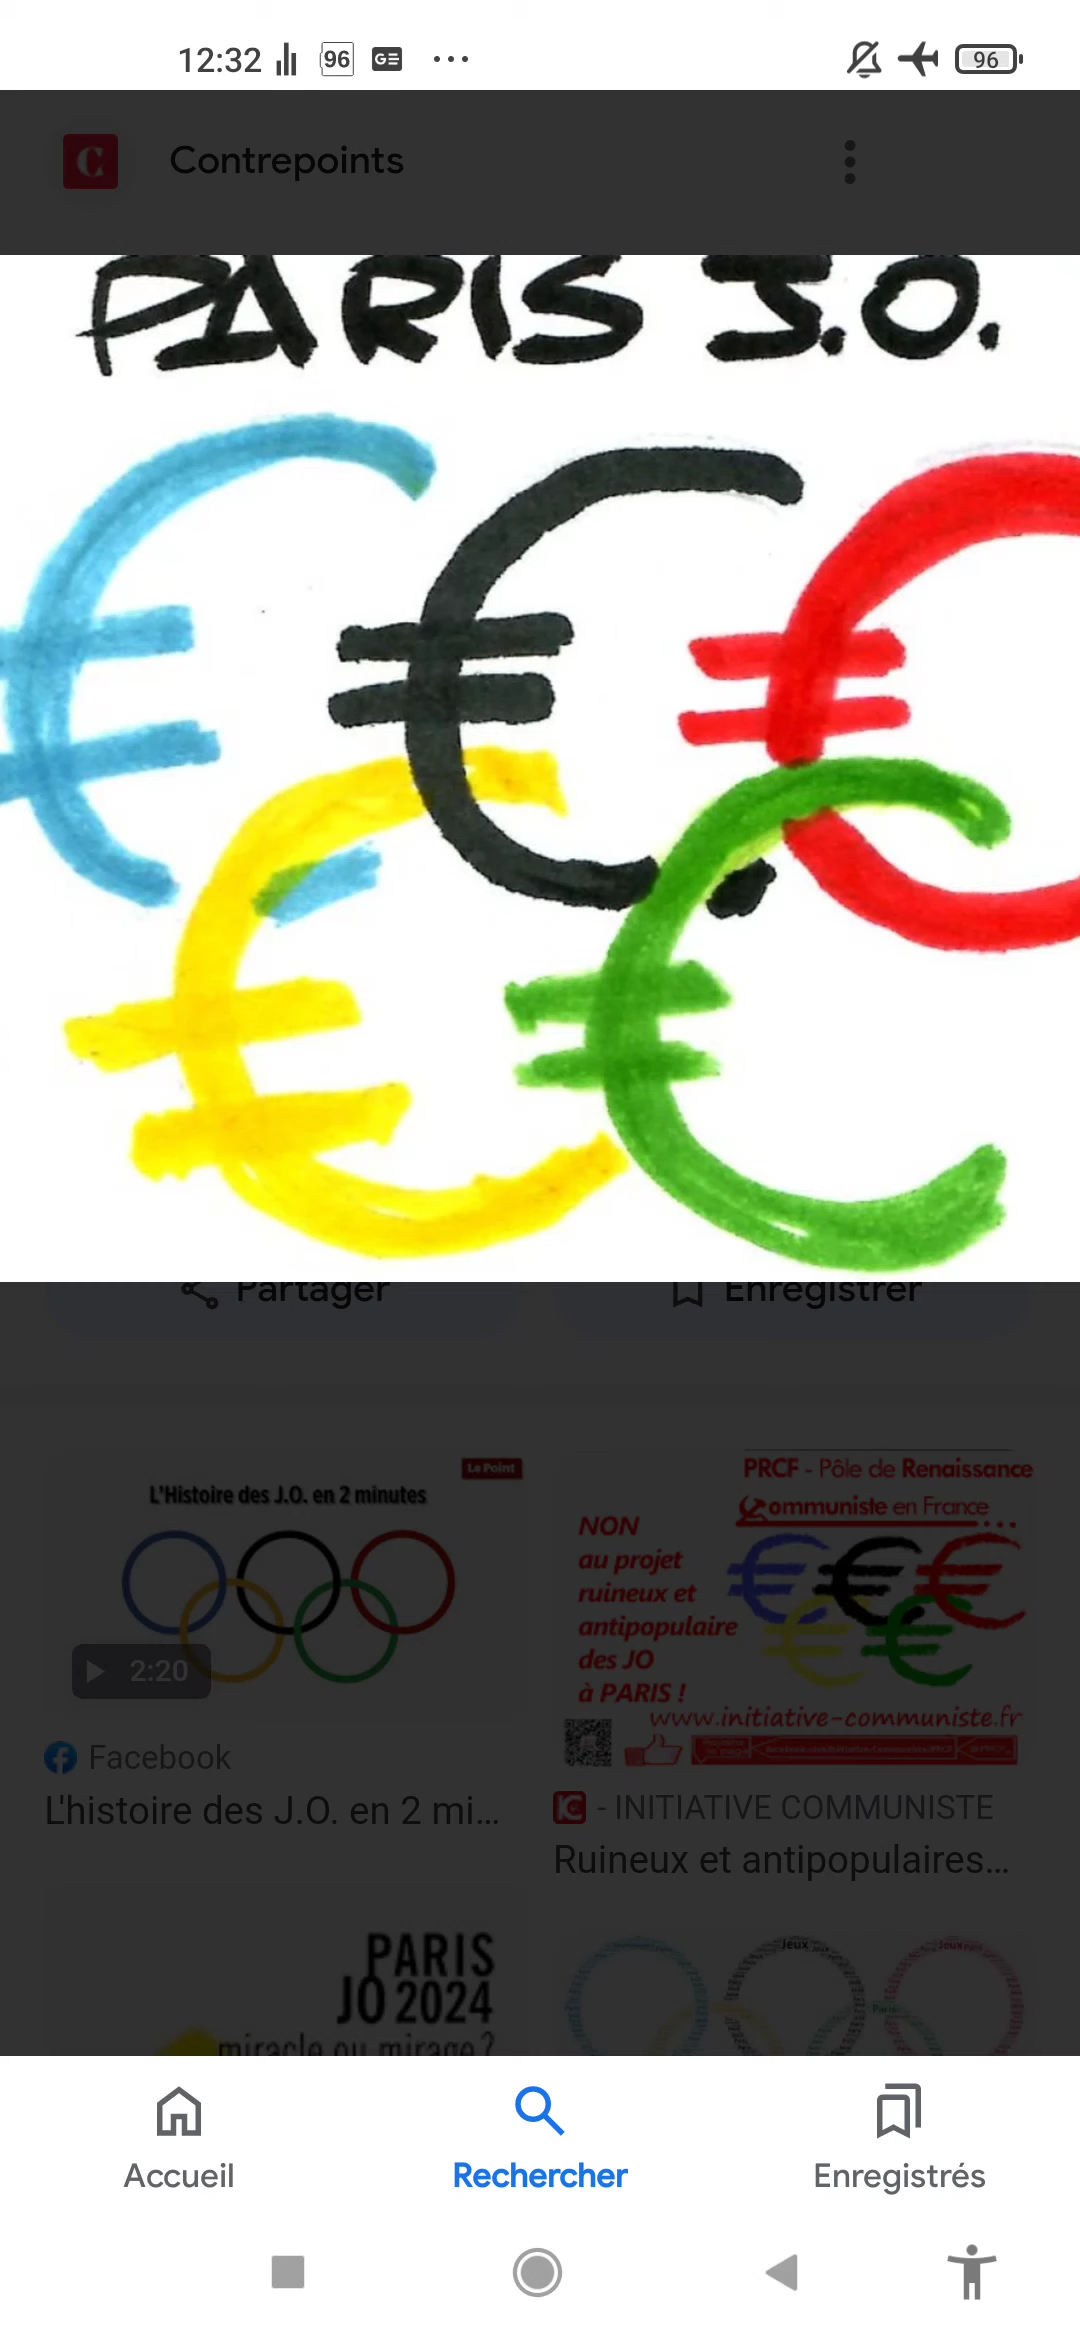 12:32
96
GE
96
C Contrepoints
PARIS J.O.
€ € €
€ €
Partager
Enregistrer
Le Point
L'Histoire des J.O. en 2 minutes
2:20
Facebook
L'histoire des J.O. en 2 mi...
PRCF - Pôle de Renaissance
Communiste en France
NON
au projet
ruineux et
antipopulaire
des JO
à PARIS !
€ € €
€ €
www.initiative-communiste.fr
IC - INITIATIVE COMMUNISTE
Ruineux et antipopulaires...
PARIS
JO 2024
miracle ou mirage ?
Jeux
Paris
Accueil
Rechercher
Enregistrés